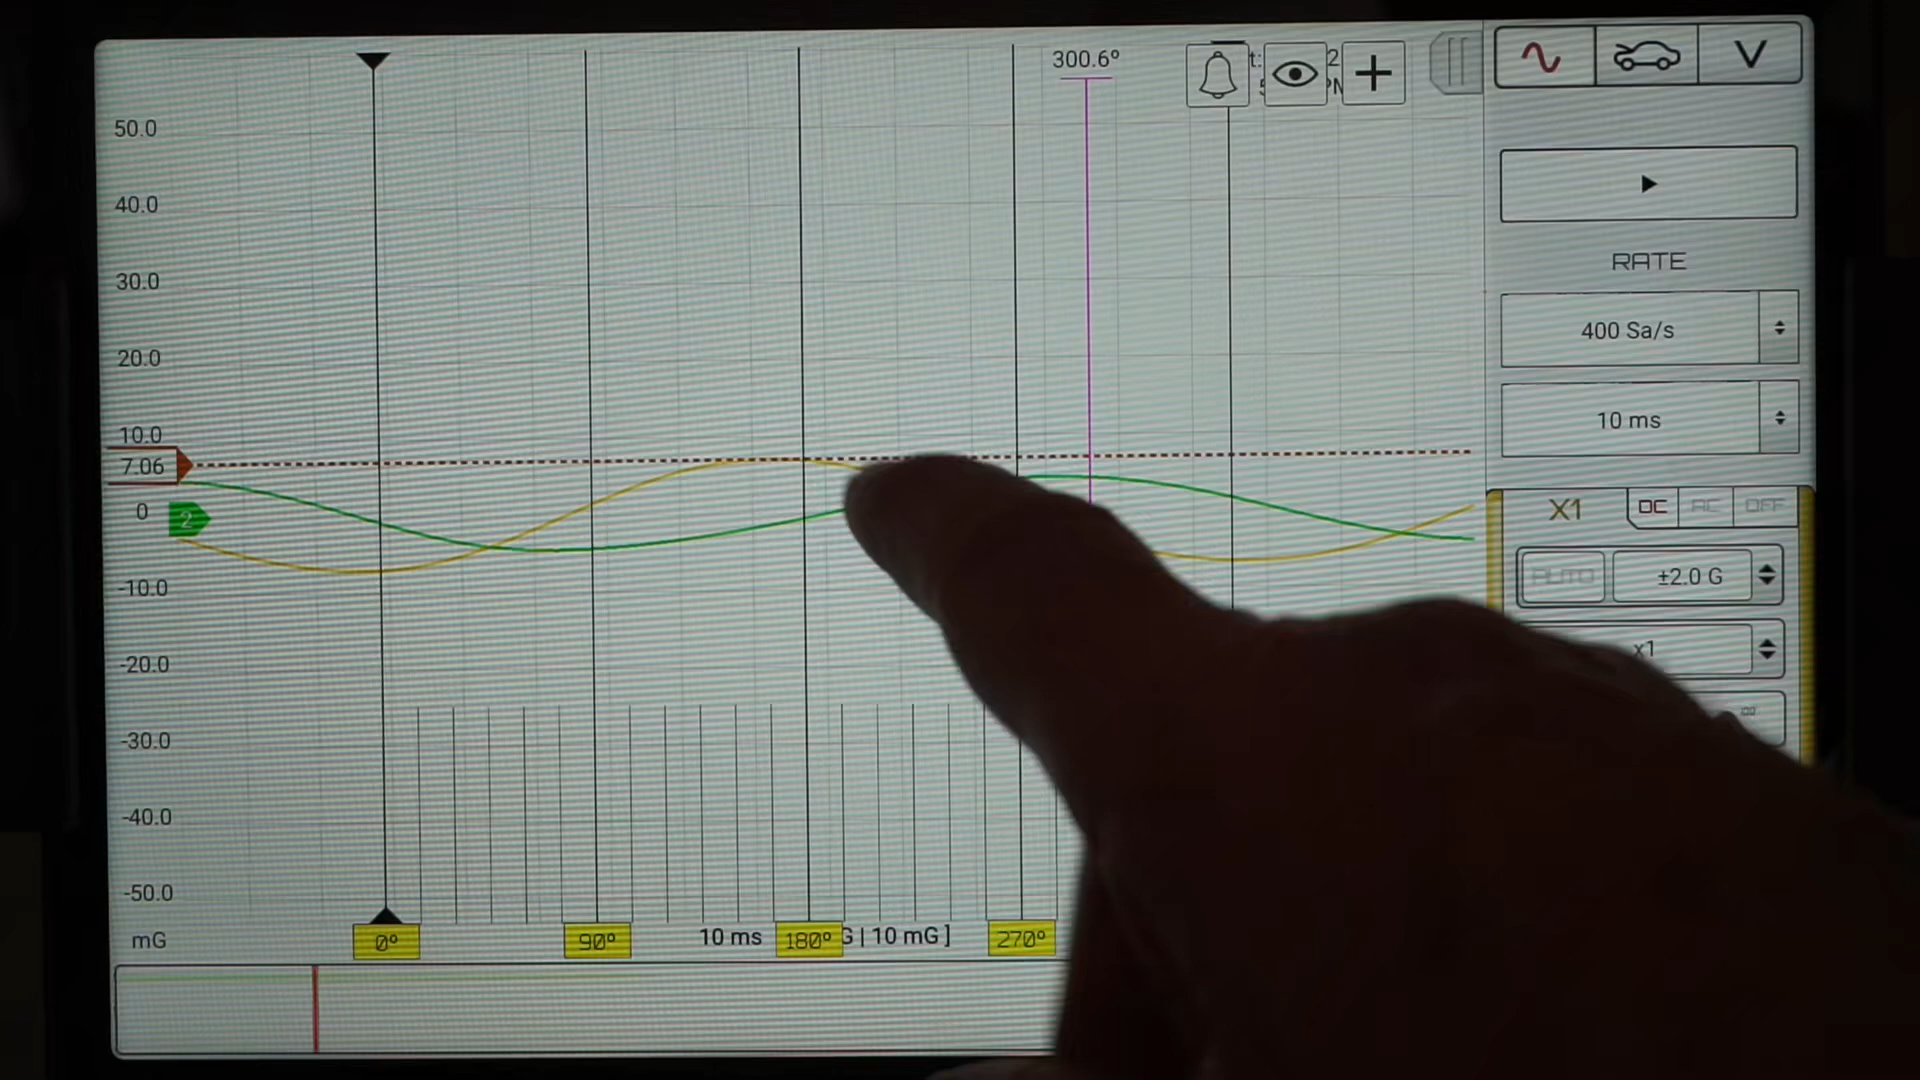 300.6°
t: 2
V
50.0
40.0
30.0
20.0
10.0
7.06
0
2
-10.0
-20.0
-30.0
-40.0
-50.0
mG
0°
90°
10 ms
180°
G | 10 mG ]
270°
RATE
400 Sa/s
10 ms
X1
DC
AC
OFF
AUTO
±2.0 G
x1